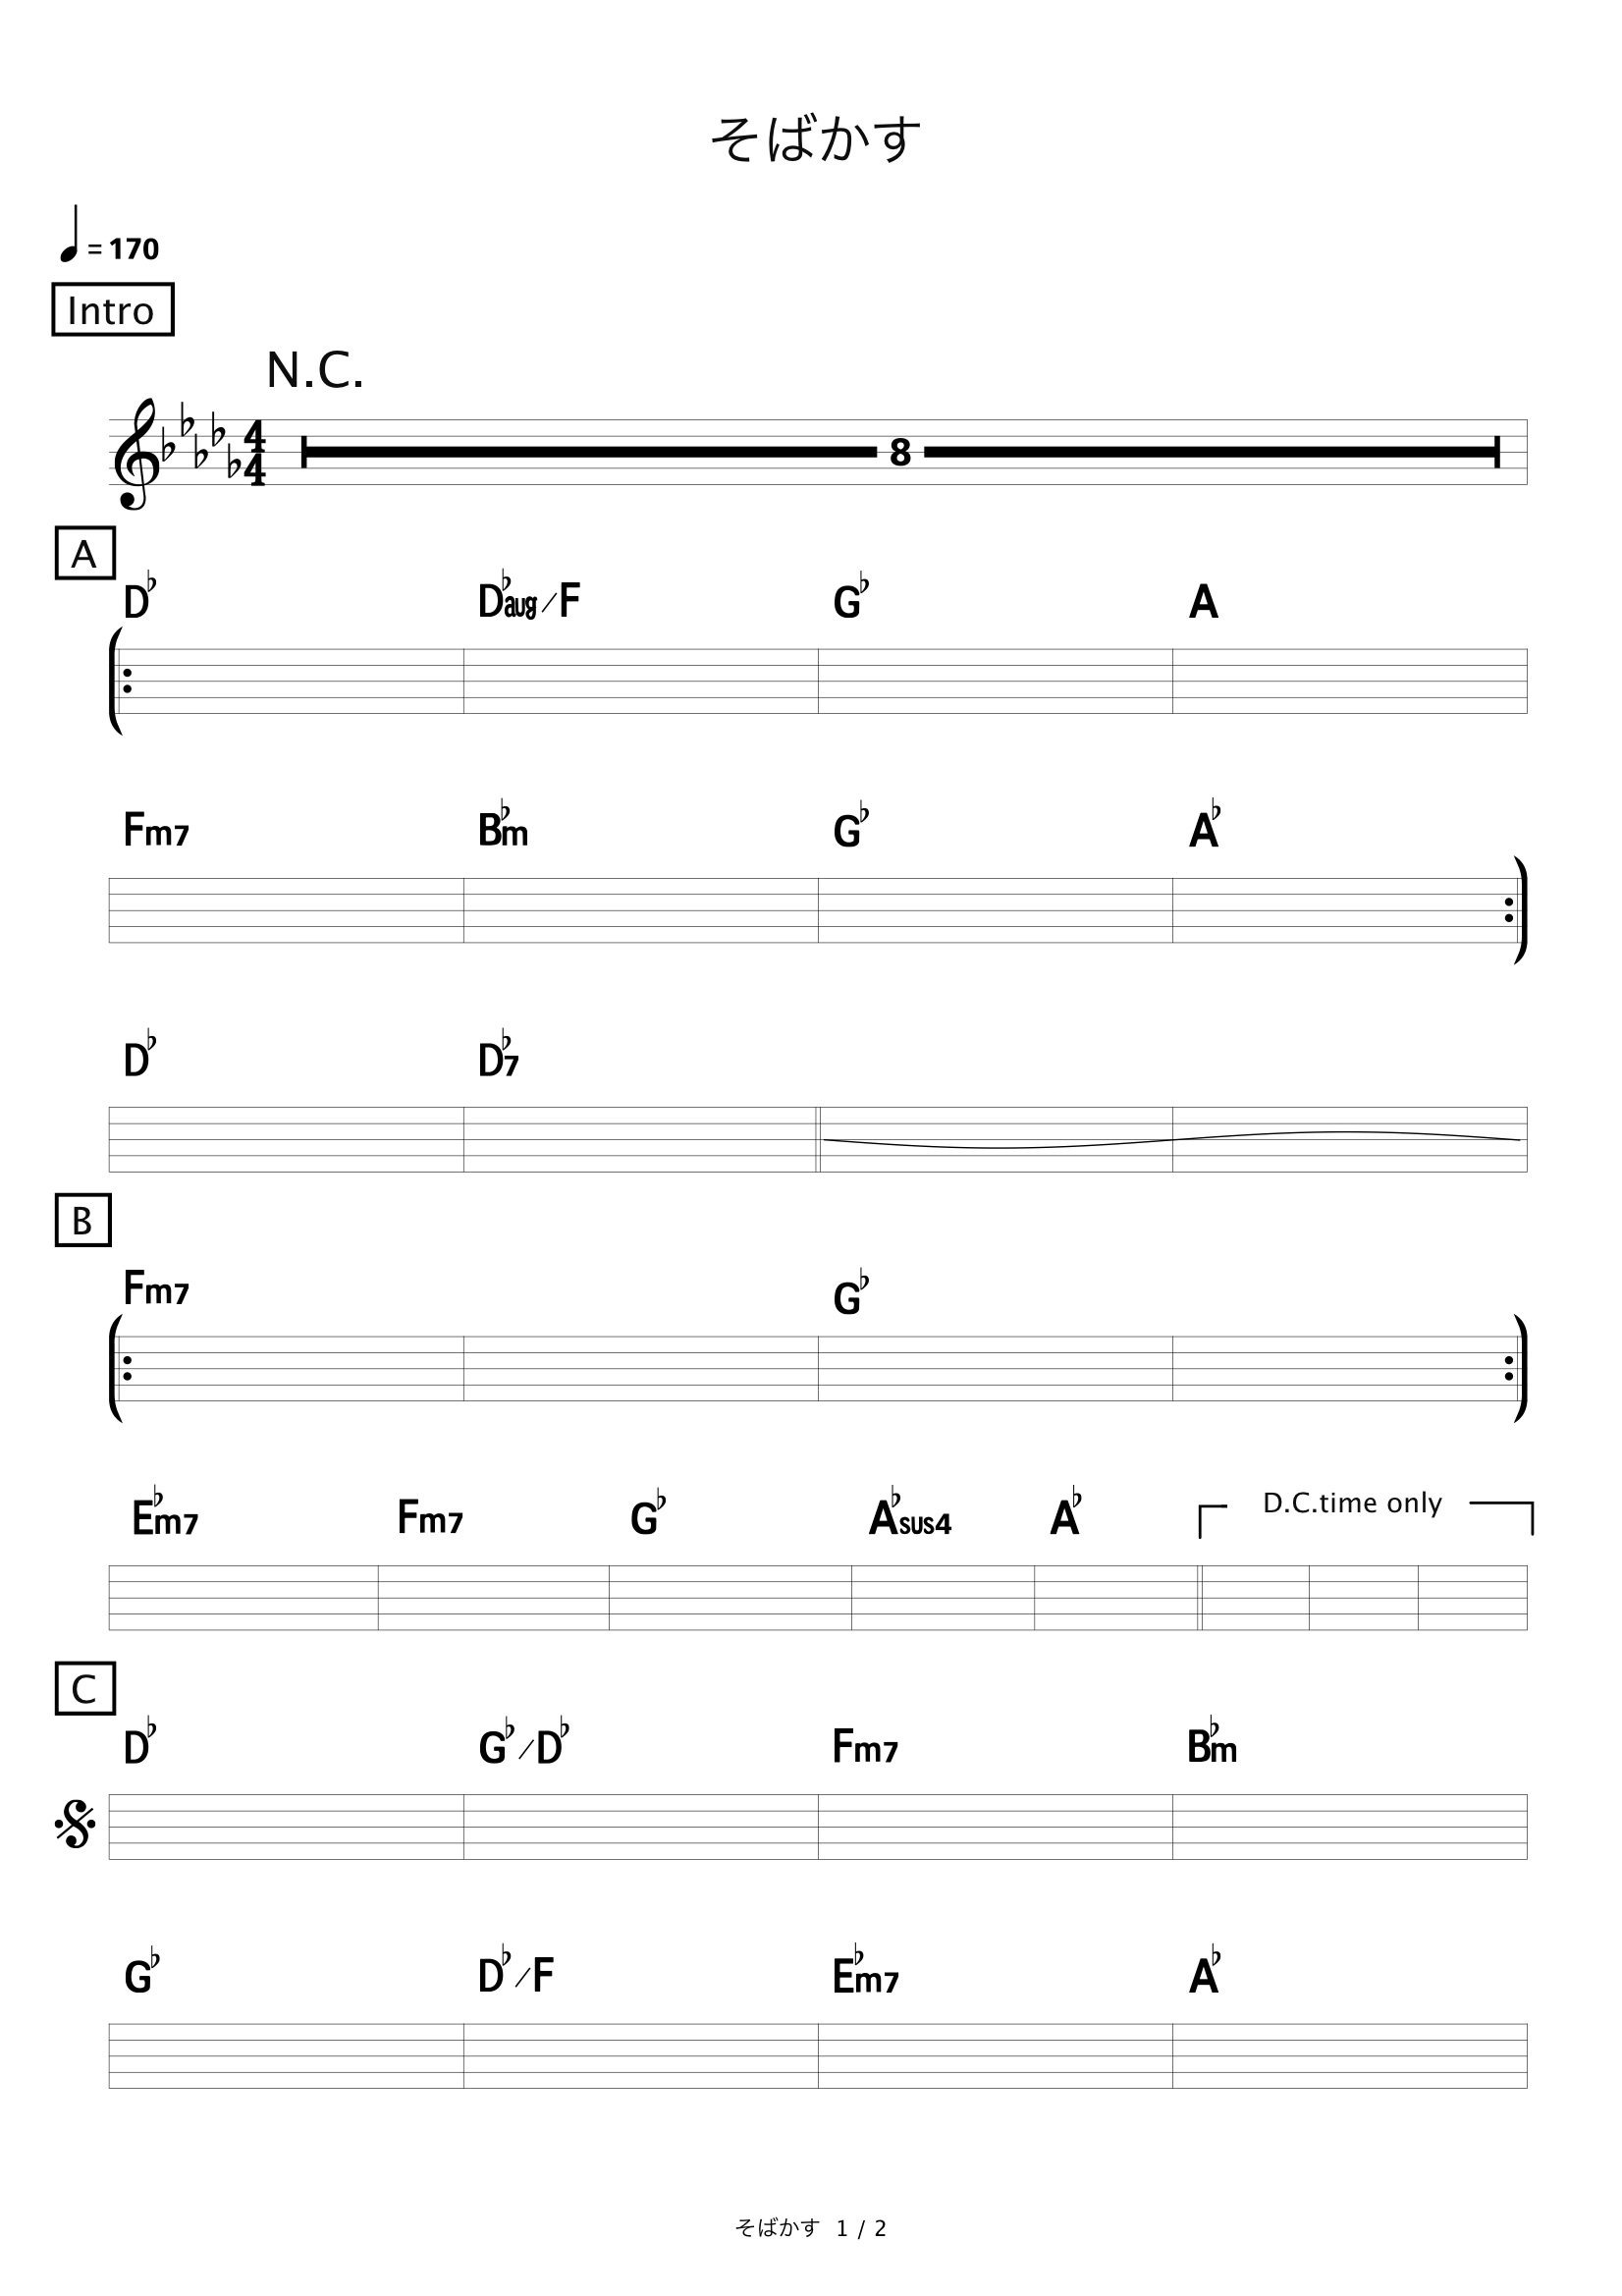 そばかす
= 170
Intro
N.C.
4
4
8
A
D♭ D♭aug/F G♭ A
Fm7 B♭m G♭ A♭
D♭ D♭7
B
Fm7 G♭
E♭m7 Fm7 G♭ A♭sus4 A♭ D.C.time only
C
D♭ G♭/D♭ Fm7 B♭m
G♭ D♭/F E♭m7 A♭
そばかす 1 / 2